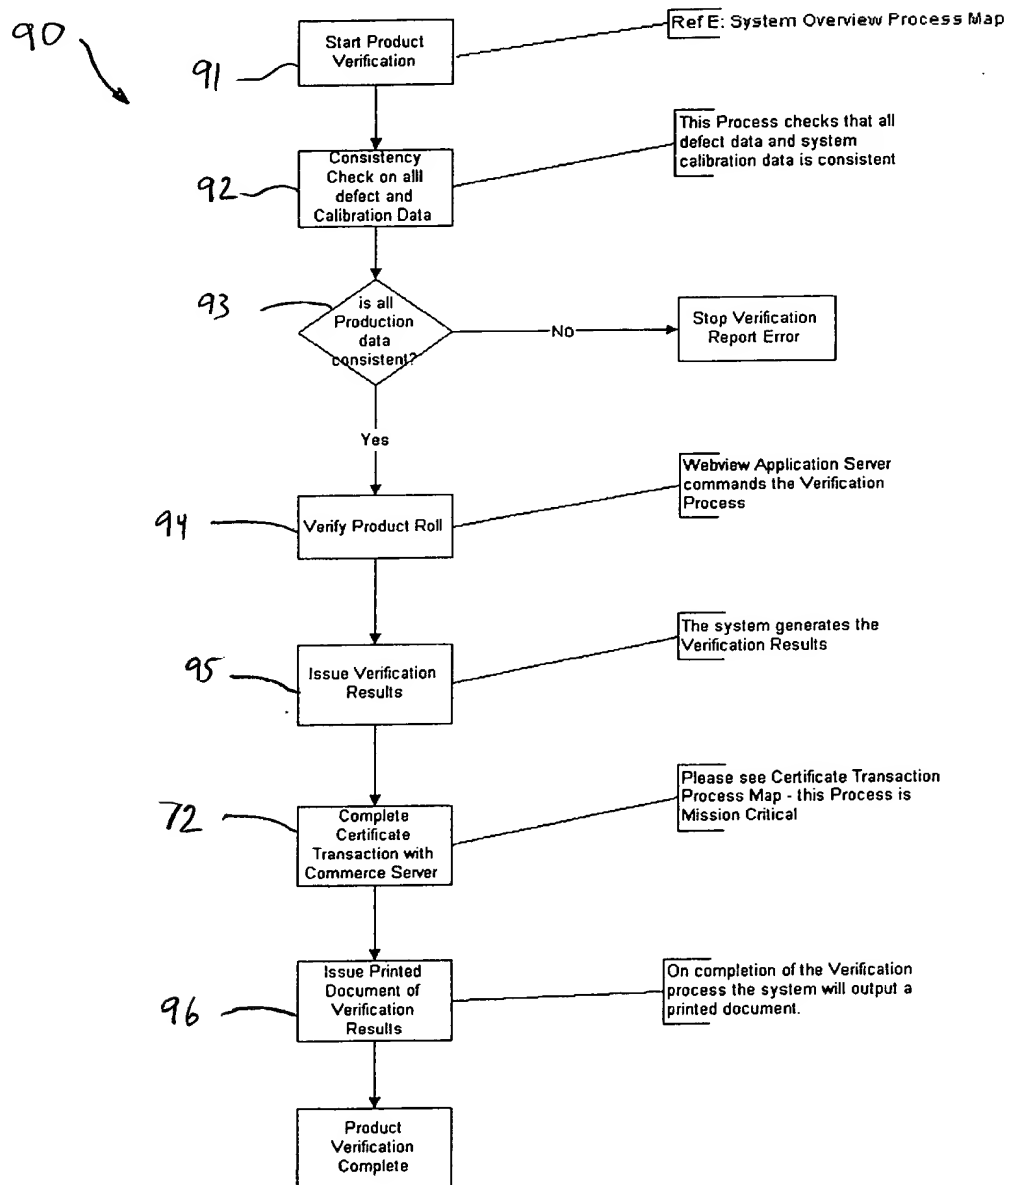 90
91
Start Product
Verification
Ref E: System Overview Process Map
92
Consistency
Check on alll
defect and
Calibration Data
This Process checks that all
defect data and system
calibration data is consistent
93
is all
Production
data
consistent?
No
Stop Verification
Report Error
Yes
94
Verify Product Roll
Webview Application Server
commands the Verification
Process
95
Issue Verification
Results
The system generates the
Verification Results
72
Complete
Certificate
Transaction with
Commerce Server
Please see Certificate Transaction
Process Map - this Process is
Mission Critical
96
Issue Printed
Document of
Verification
Results
On completion of the Verification
process the system will output a
printed document.
Product
Verification
Complete